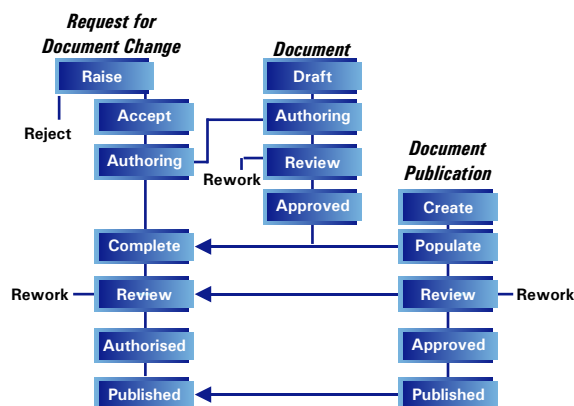 Request for
Document Change
Raise
Accept
Reject
Authoring
Complete
Rework
Review
Authorised
Published
Document
Draft
Authoring
Review
Rework
Approved
Document
Publication
Create
Populate
Review
Rework
Approved
Published